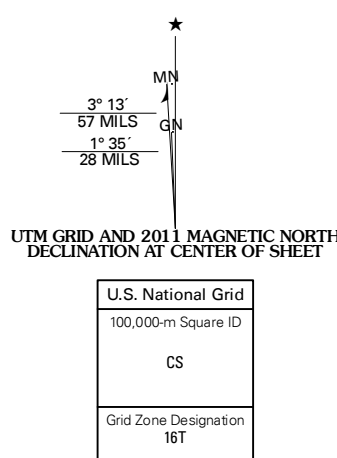 ★
MN
3° 13´
57 MILS
GN
1° 35´
28 MILS
UTM GRID AND 2011 MAGNETIC NORTH
DECLINATION AT CENTER OF SHEET
U.S. National Grid
100,000-m Square ID
CS
Grid Zone Designation
16T